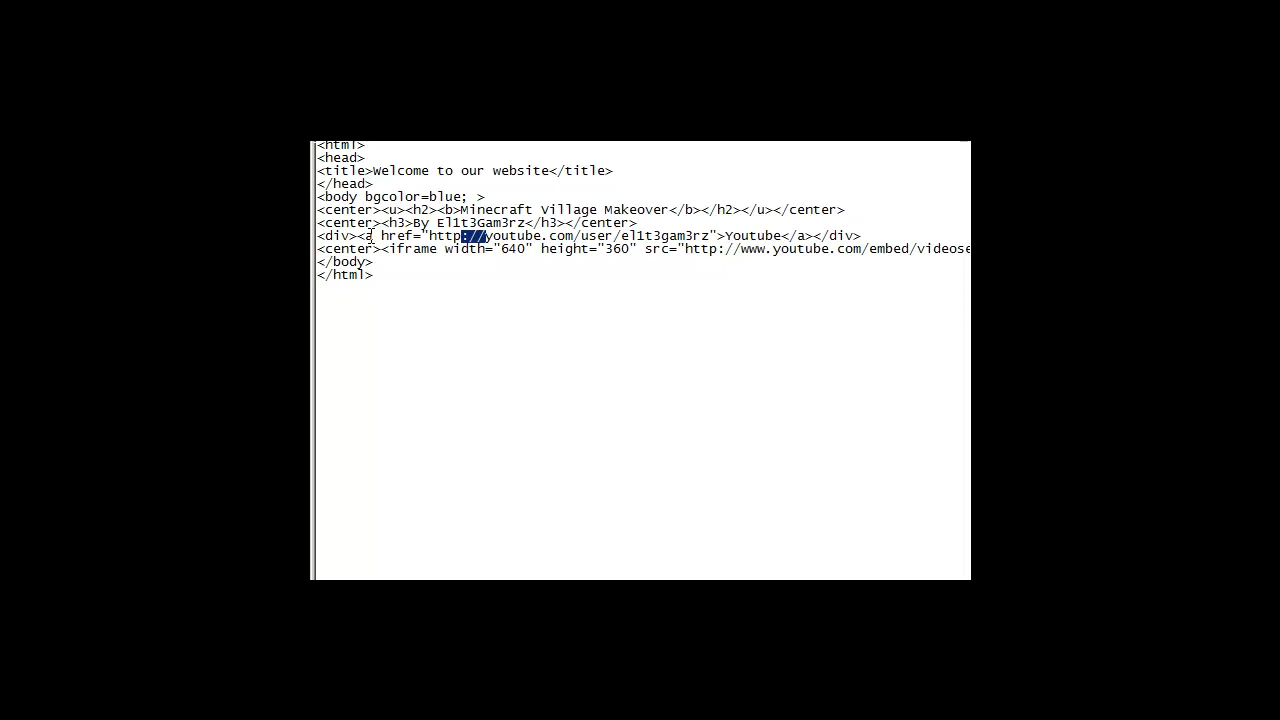 <html>
<head>
<title>Welcome to our website</title>
</head>
<body bgcolor=blue; >
<center><u><h2><b>Minecraft Village Makeover</b></h2></u></center>
<center><h3>By El1t3Gam3rz</h3></center>
<div><a href="http://youtube.com/user/el1t3gam3rz">Youtube</a></div>
<center><iframe width="640" height="360" src="http://www.youtube.com/embed/videose
</body>
</html>